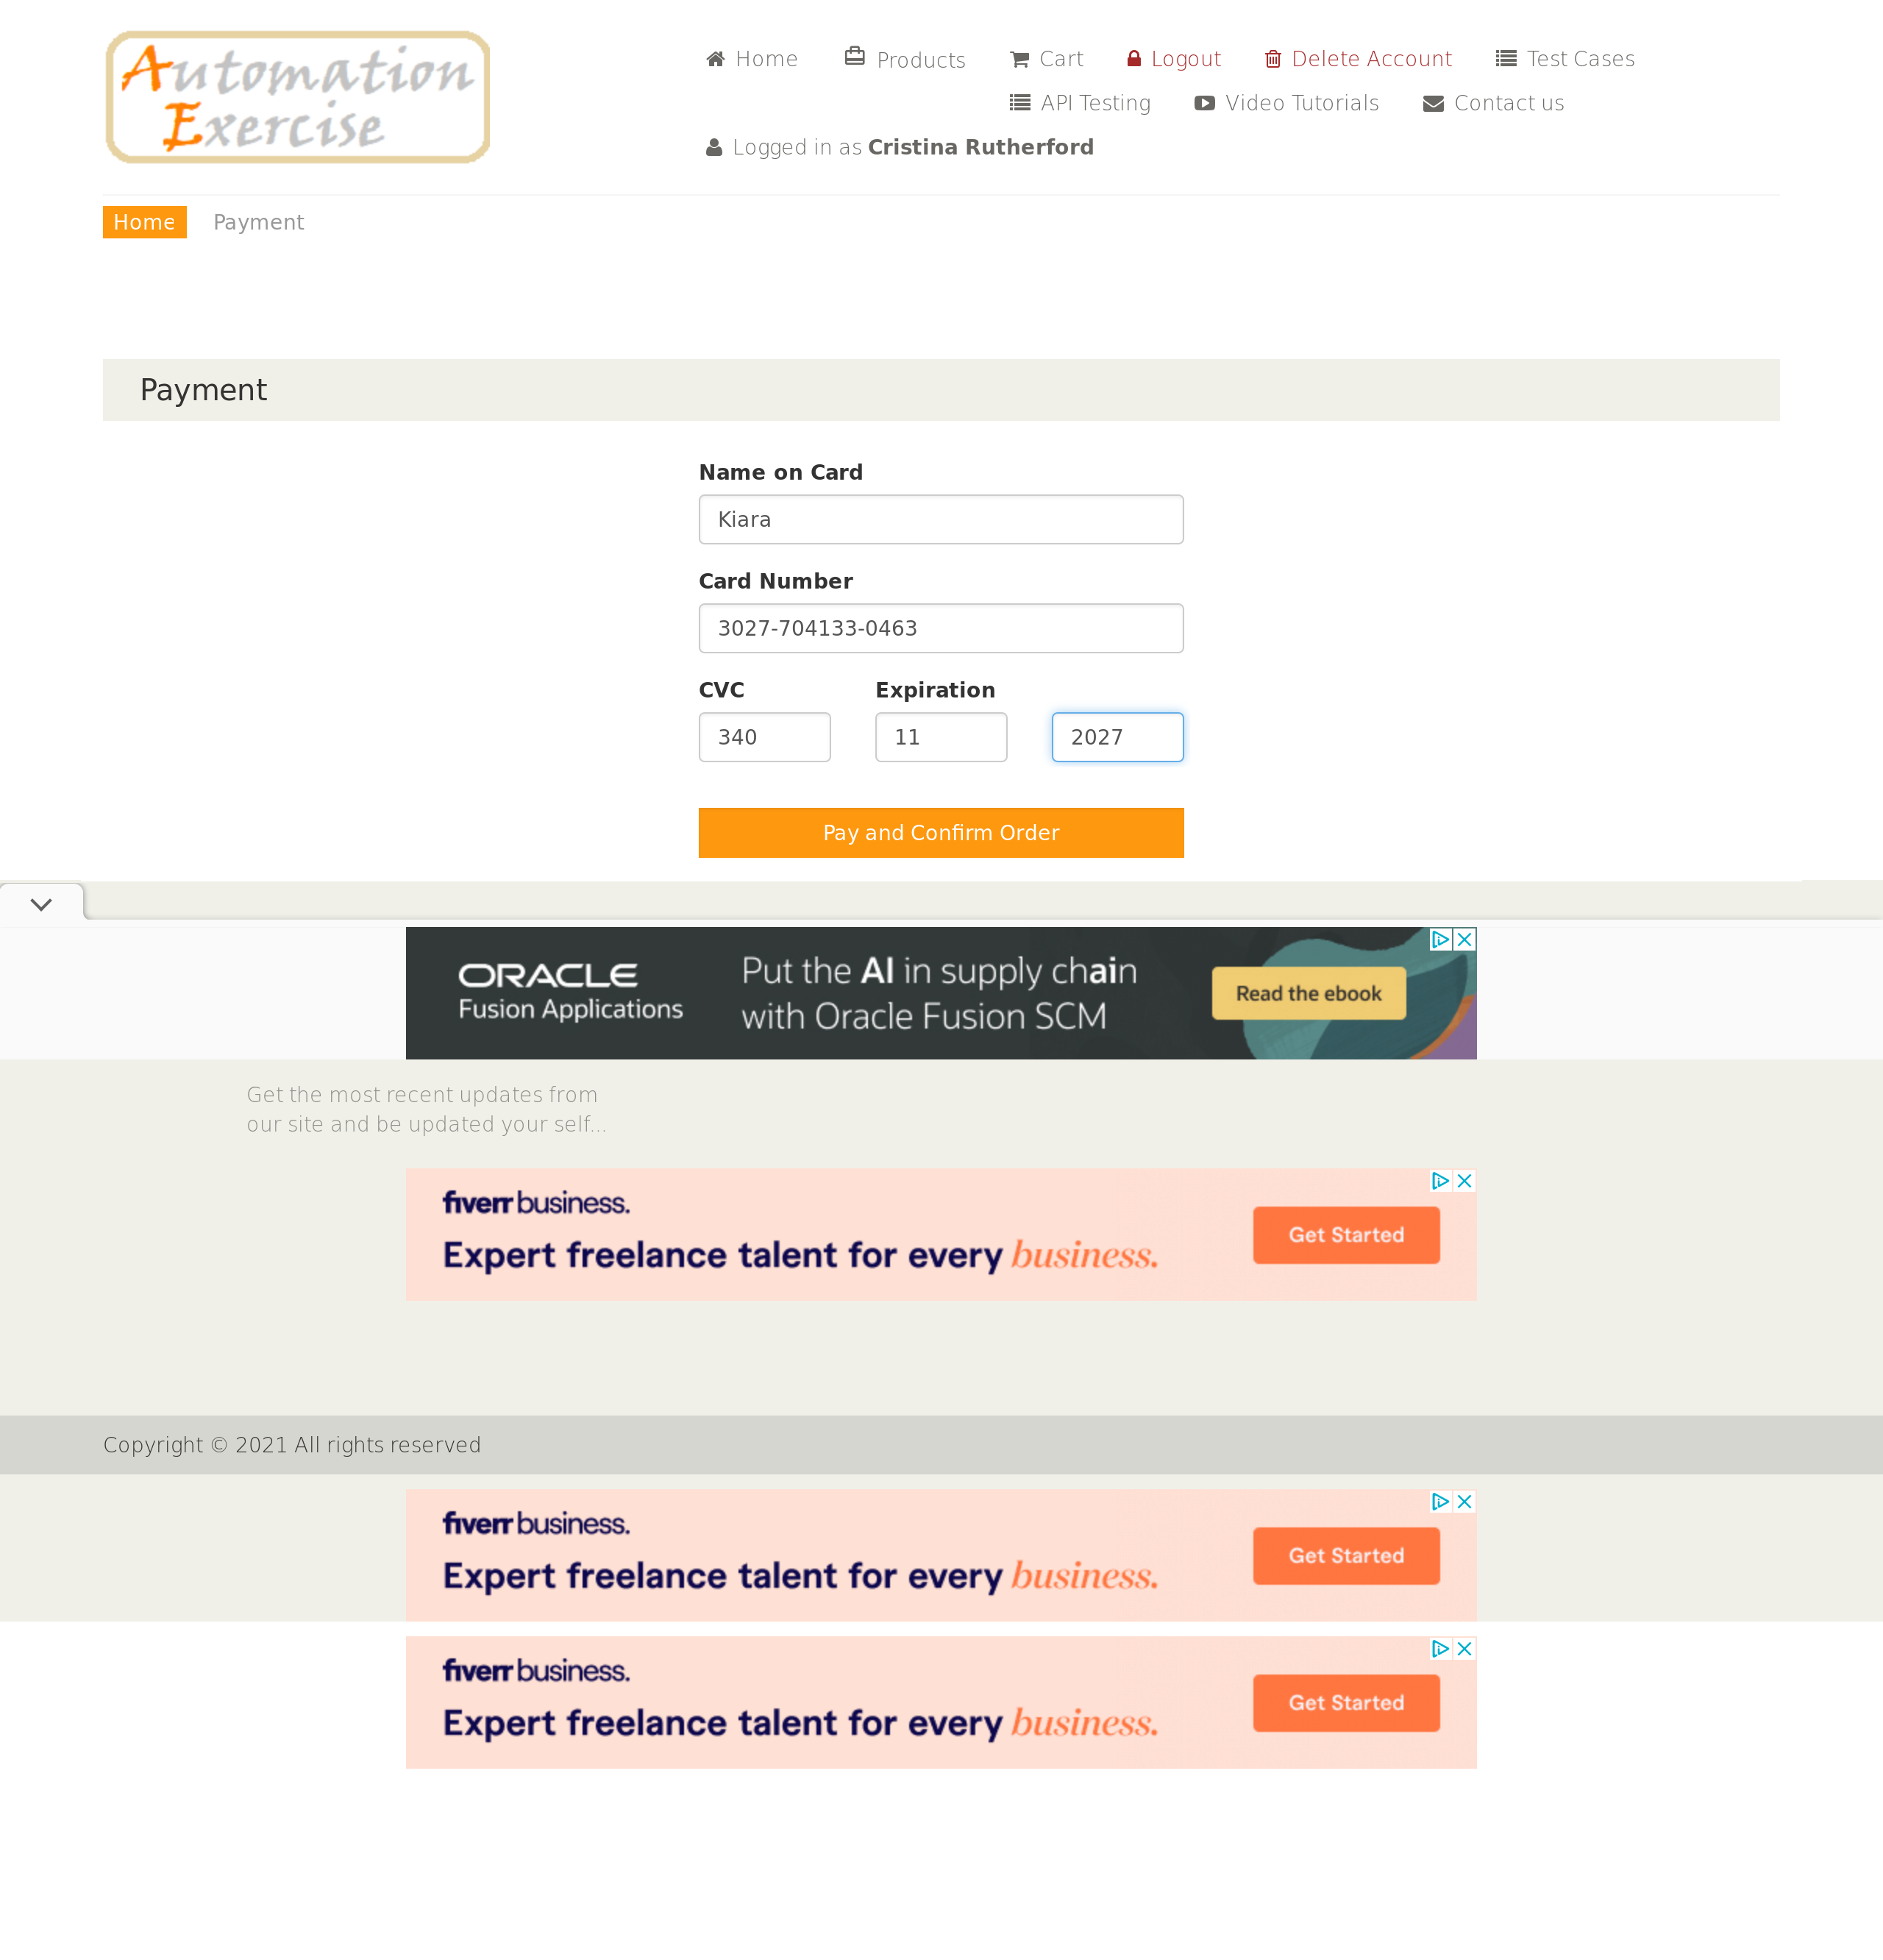 Automation
Exercise
Home Products Cart Logout Delete Account Test Cases
API Testing Video Tutorials Contact us
Logged in as Cristina Rutherford
Home Payment
Payment
Name on Card
Kiara
Card Number
3027-704133-0463
CVC Expiration
340 11 2027
Pay and Confirm Order
ORACLE
Fusion Applications
Put the AI in supply chain
with Oracle Fusion SCM
Read the ebook
Get the most recent updates from
our site and be updated your self...
fiverr business.
Expert freelance talent for every business.
Get Started
Copyright © 2021 All rights reserved
fiverr business.
Expert freelance talent for every business.
Get Started
fiverr business.
Expert freelance talent for every business.
Get Started